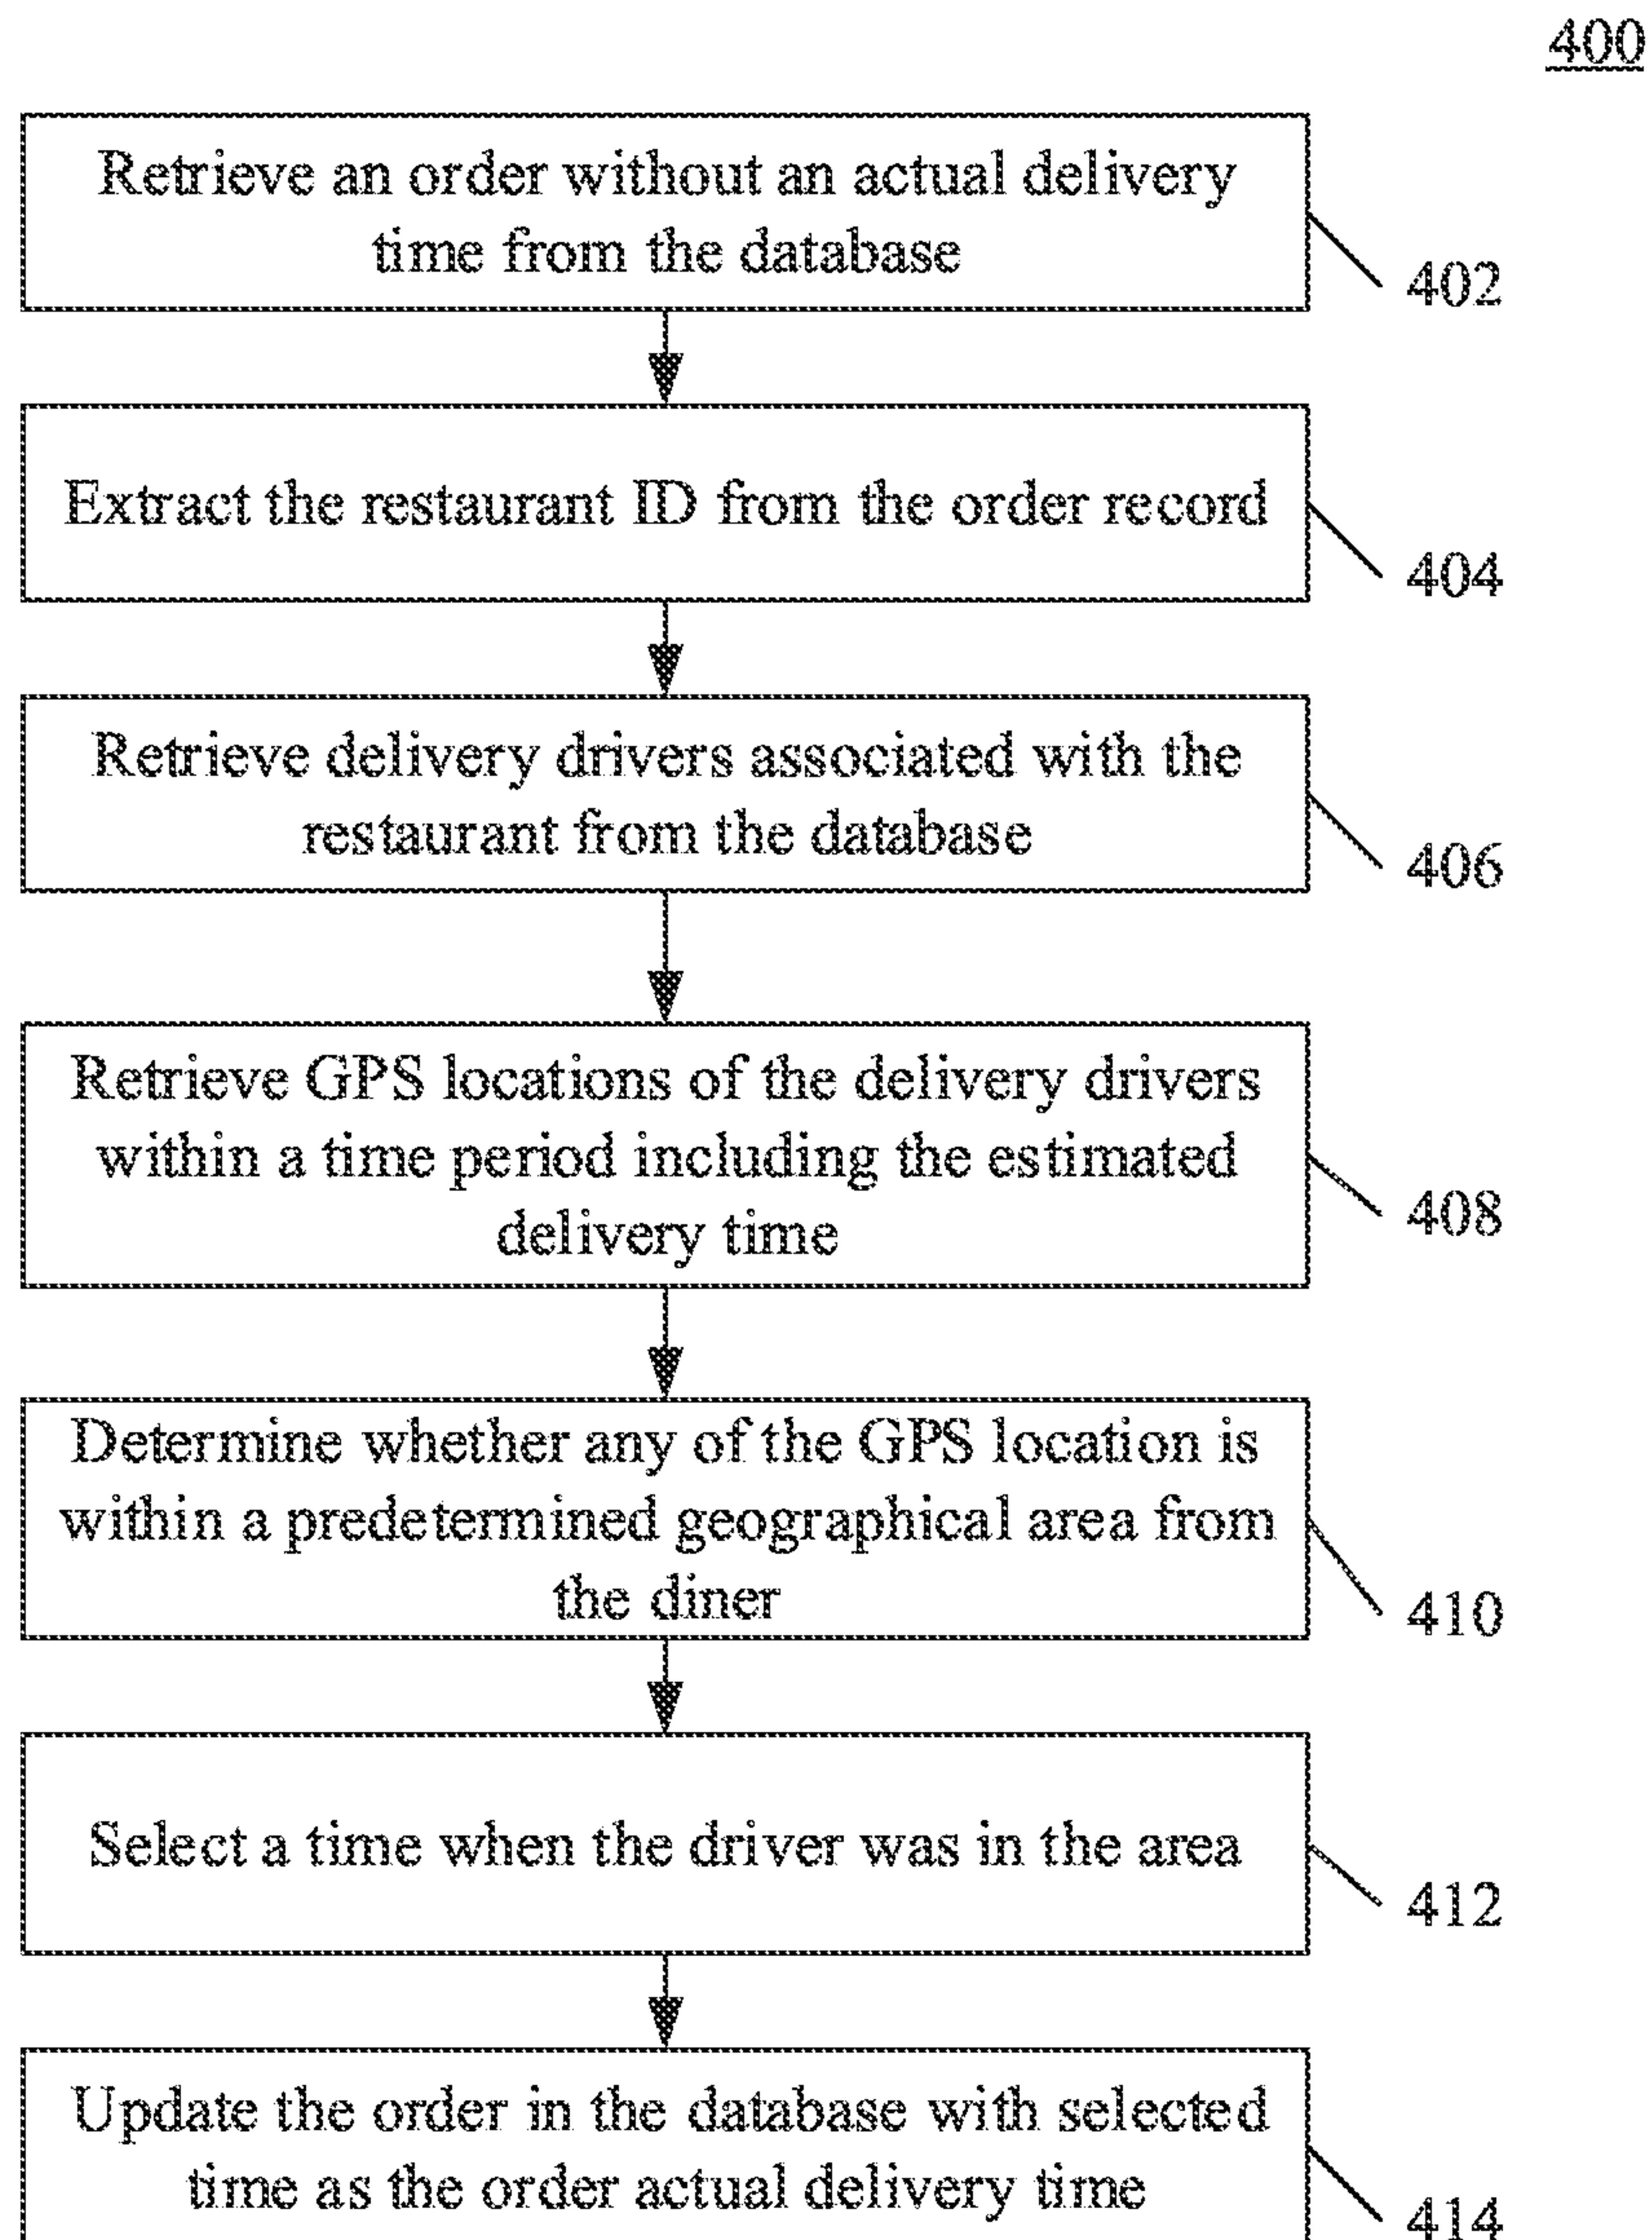 400
Retrieve an order without an actual delivery
time from the database
402
Extract the restaurant ID from the order record
404
Retrieve delivery drivers associated with the
restaurant from the database
406
Retrieve GPS locations of the delivery drivers
within a time period including the estimated
delivery time
408
Determine whether any of the GPS location is
within a predetermined geographical area from
the diner
410
Select a time when the driver was in the area
412
Update the order in the database with selected
time as the order actual delivery time
414